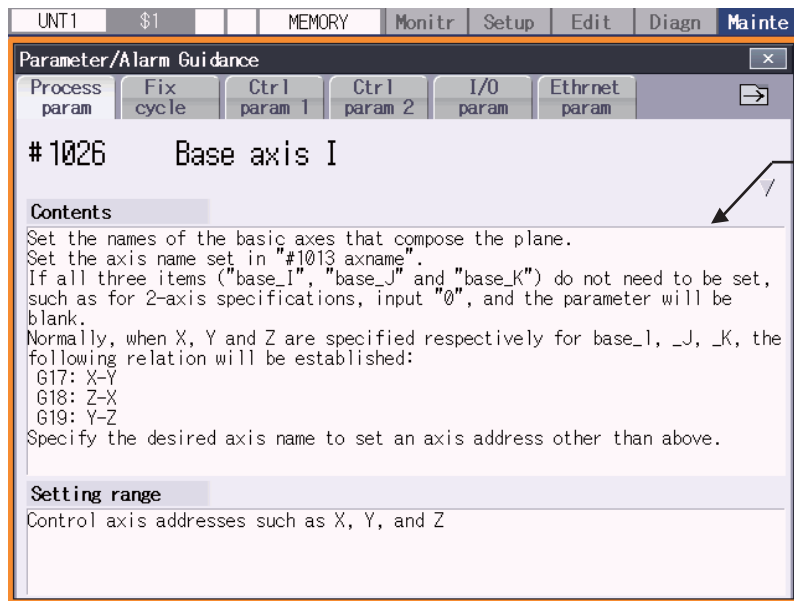 UNT1 $1 MEMORY Monitr Setup Edit Diagn Mainte
Parameter/Alarm Guidance
Process param Fix cycle Ctrl param 1 Ctrl param 2 I/O param Ethrnet param
#1026 Base axis I
Contents
Set the names of the basic axes that compose the plane.
Set the axis name set in "#1013 axname".
If all three items ("base_I", "base_J" and "base_K") do not need to be set,
such as for 2-axis specifications, input "0", and the parameter will be
blank.
Normally, when X, Y and Z are specified respectively for base_l, _J, _K, the
following relation will be established:
G17: X-Y
G18: Z-X
G19: Y-Z
Specify the desired axis name to set an axis address other than above.
Setting range
Control axis addresses such as X, Y, and Z